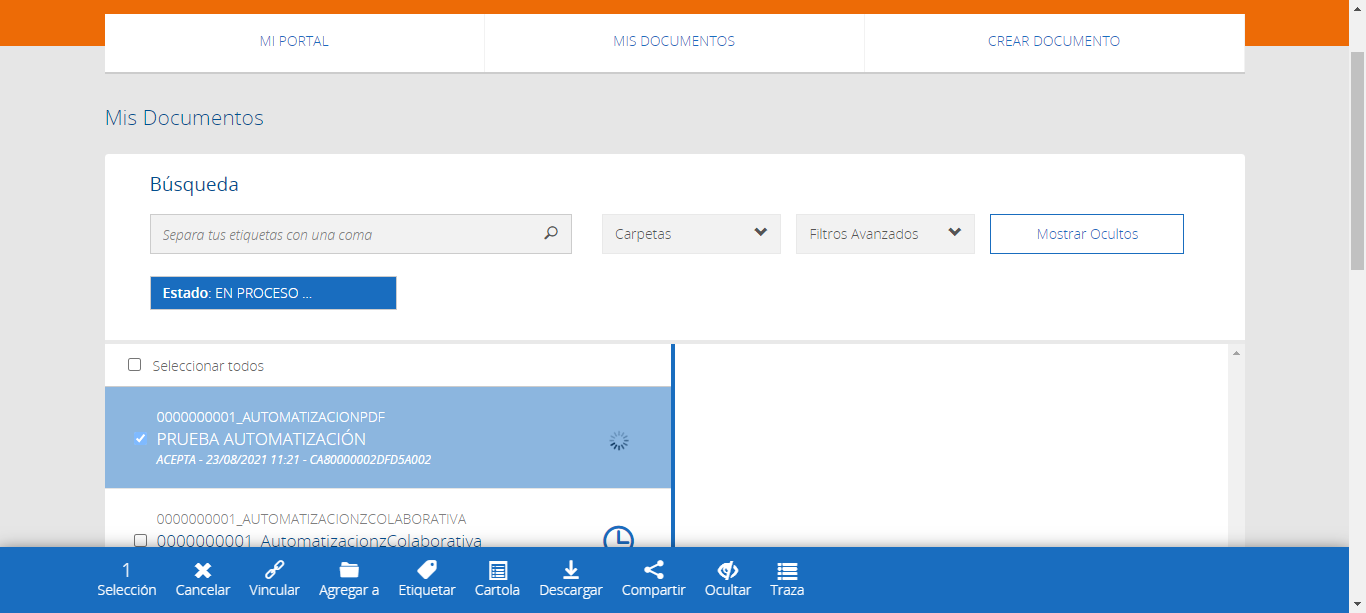 MI PORTAL
MIS DOCUMENTOS
CREAR DOCUMENTO
Mis Documentos
Búsqueda
Separa tus etiquetas con una coma
Carpetas
Filtros Avanzados
Mostrar Ocultos
Estado: EN PROCESO ...
Seleccionar todos
0000000001_AUTOMATIZACIONPDF
PRUEBA AUTOMATIZACIÓN
ACEPTA - 23/08/2021 11:21 - CA80000002DFD5A002
0000000001_AUTOMATIZACIONZCOLABORATIVA
0000000001_AutomatizacionzColaborativa
1
Selección
Cancelar
Vincular
Agregar a
Etiquetar
Cartola
Descargar
Compartir
Ocultar
Traza